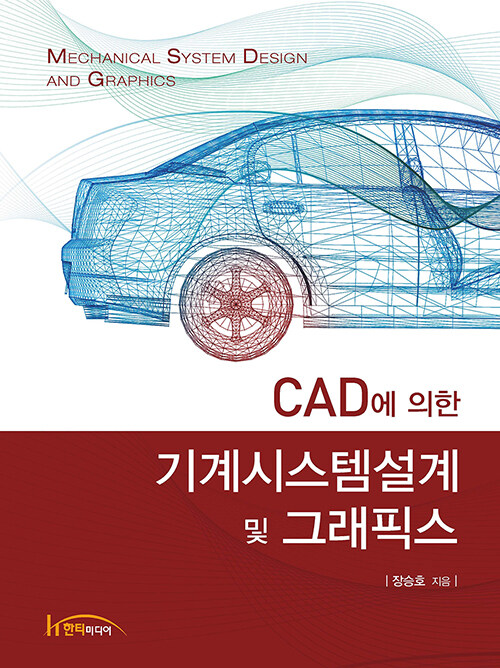 MECHANICAL SYSTEM DESIGN
AND GRAPHICS
CAD에 의한
기계시스템설계
및 그래픽스
| 장승호 지음 |
한티미디어